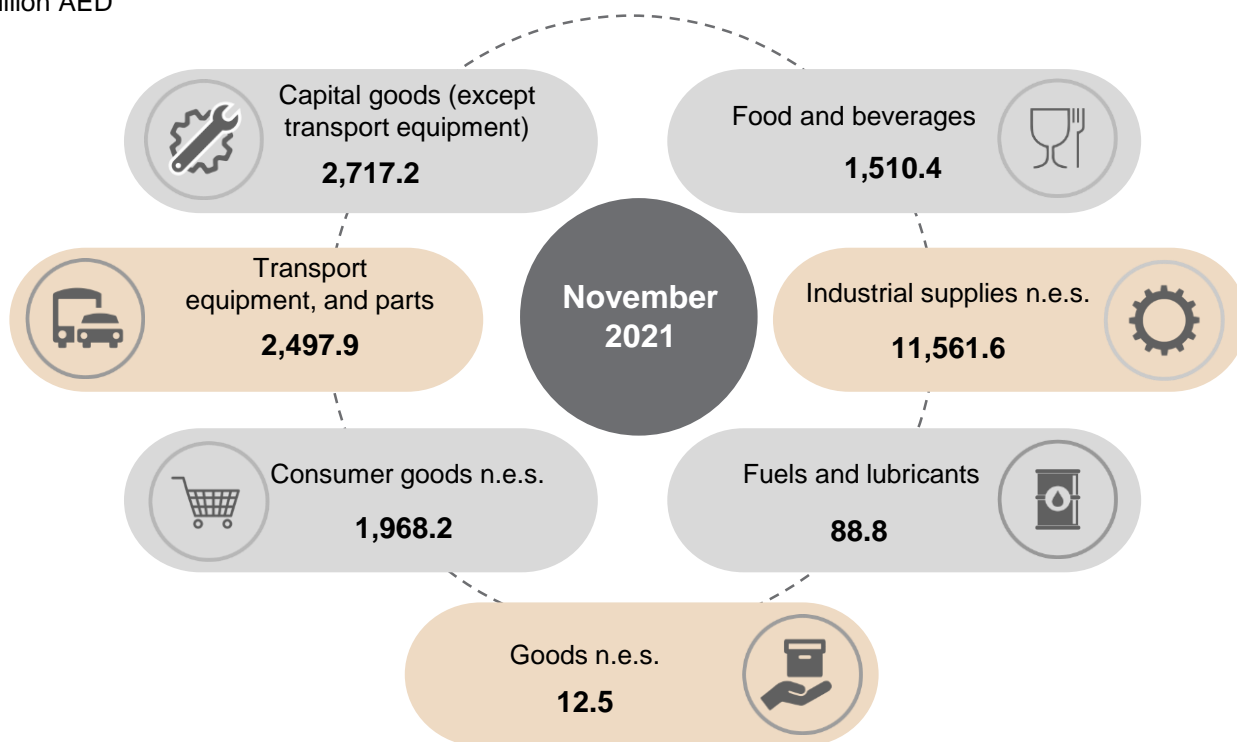 AED
Capital goods (except
transport equipment)
2,717.2
Food and beverages
1,510.4
Transport
equipment, and parts
2,497.9
November
2021
Industrial supplies n.e.s.
11,561.6
Consumer goods n.e.s.
1,968.2
Fuels and lubricants
88.8
Goods n.e.s.
12.5